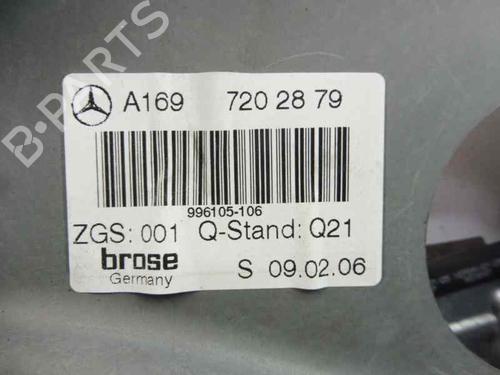 B-PARTS
A169 720 28 79
996105-106
ZGS: 001 Q-Stand: Q21
brose
Germany
S 09.02.06